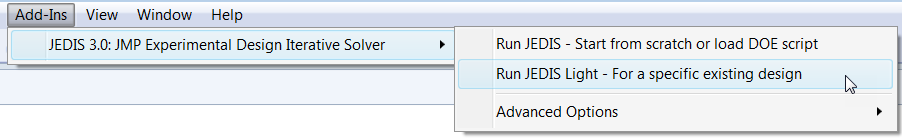 Add-Ins View Window Help
JEDIS 3.0: JMP Experimental Design Iterative Solver
Run JEDIS - Start from scratch or load DOE script
Run JEDIS Light - For a specific existing design
Advanced Options